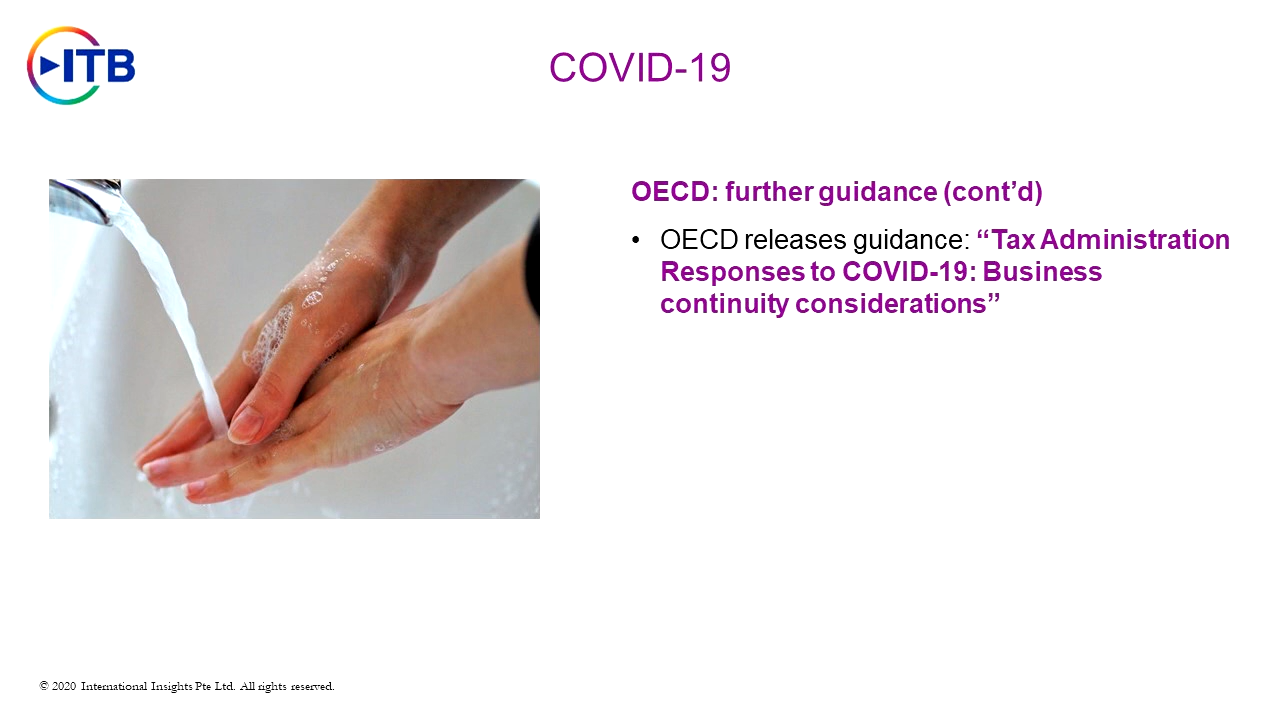 ITB
COVID-19
OECD: further guidance (cont’d)
• OECD releases guidance: “Tax Administration
Responses to COVID-19: Business
continuity considerations”
© 2020 International Insights Pte Ltd. All rights reserved.